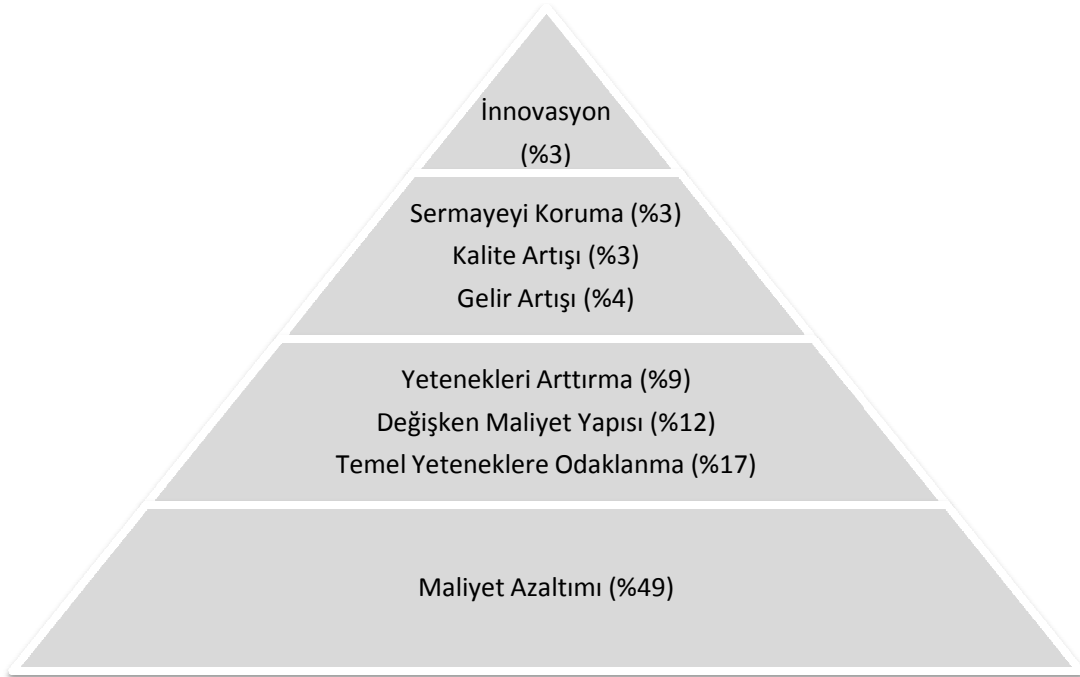 İnnovasyon
(%3)
Sermayeyi Koruma (%3)
Kalite Artışı (%3)
Gelir Artışı (%4)
Yetenekleri Arttırma (%9)
Değişken Maliyet Yapısı (%12)
Temel Yeteneklere Odaklanma (%17)
Maliyet Azaltımı (%49)